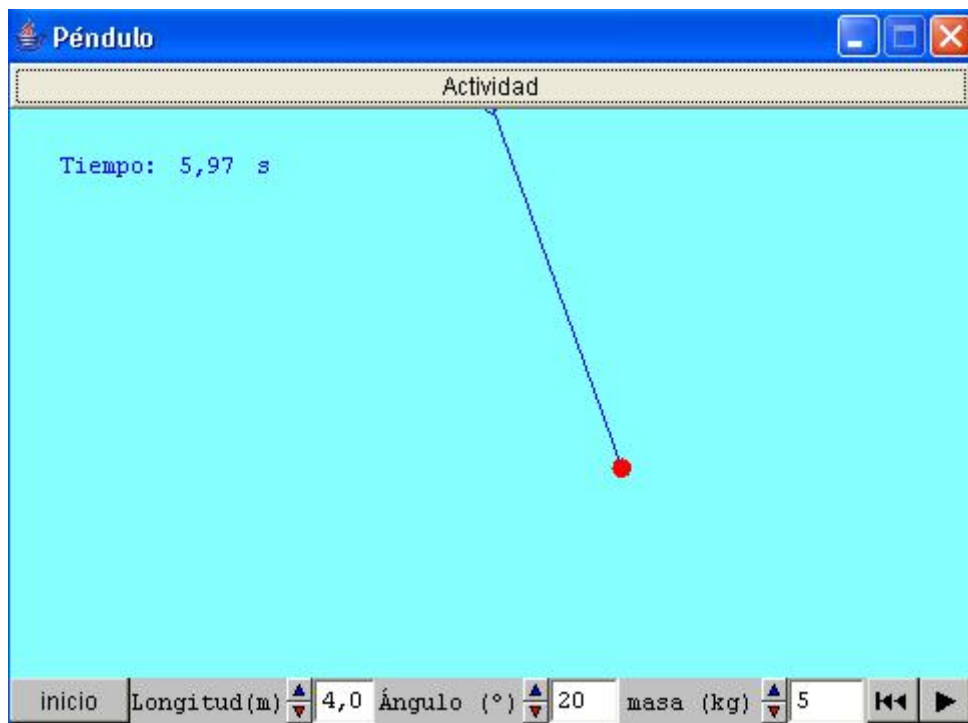 Péndulo
Actividad
Tiempo: 5,97 s
inicio Longitud(m) 4,0 Ángulo (º) 20 masa (kg) 5